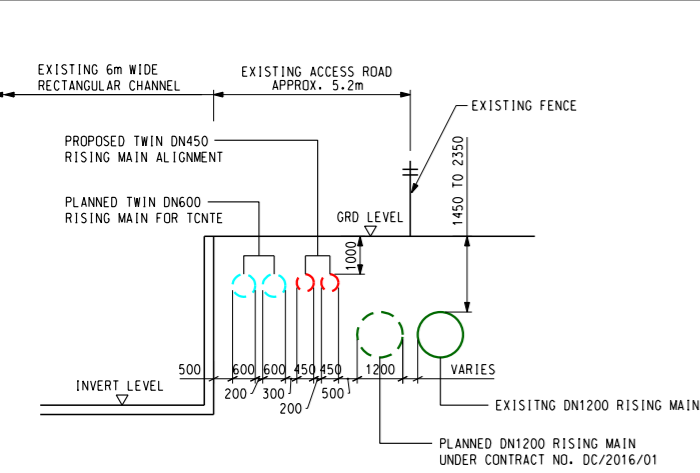 EXISTING 6m WIDE
RECTANGULAR CHANNEL
EXISTING ACCESS ROAD
APPROX. 5.2m
EXISTING FENCE
PROPOSED TWIN DN450
RISING MAIN ALIGNMENT
1450 TO 2350
PLANNED TWIN DN600
RISING MAIN FOR TCNTE
GRD LEVEL
1000
500
600
600
450
450
1200
VARIES
200
300
200
500
INVERT LEVEL
EXISITNG DN1200 RISING MAIN
PLANNED DN1200 RISING MAIN
UNDER CONTRACT NO. DC/2016/01